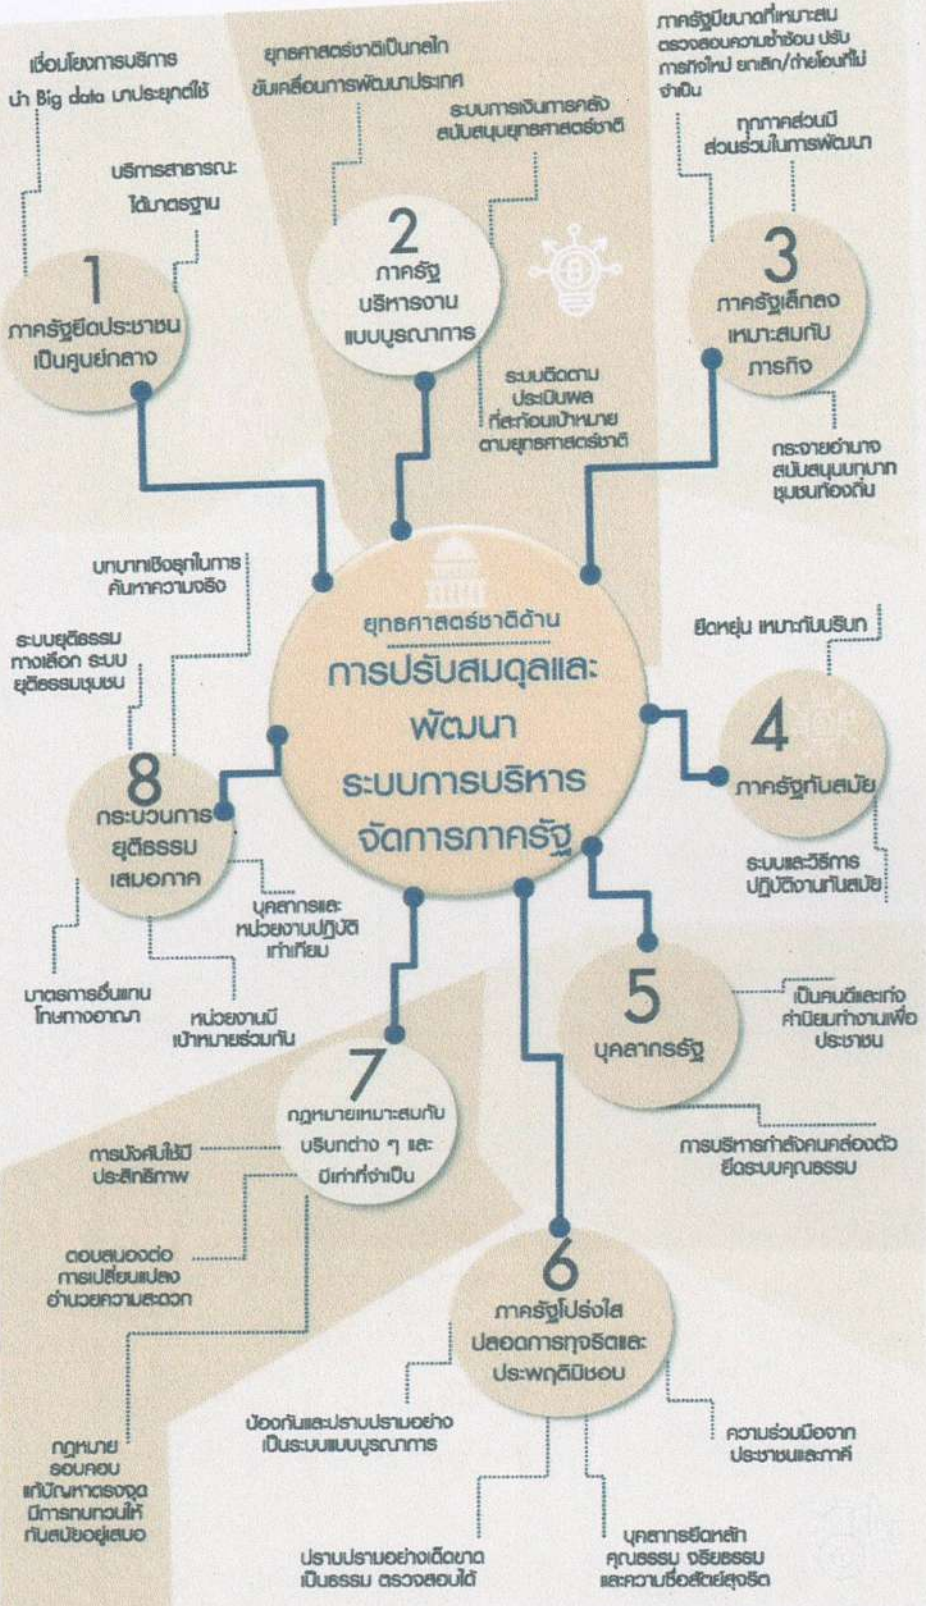 เชื่อมโยงการบริการ
นำ Big data มาประยุกต์ใช้
บริการสาธารณะ
ได้มาตรฐาน
1
ภาครัฐยึดประชาชน
เป็นศูนย์กลาง
ยุทธศาสตร์ชาติเป็นกลไก
ขับเคลื่อนการพัฒนาประเทศ
ระบบการเงินการคลัง
สนับสนุนยุทธศาสตร์ชาติ
2
ภาครัฐ
บริหารงาน
แบบบูรณาการ
ระบบติดตาม
ประเมินผล
ที่สะท้อนเป้าหมาย
ตามยุทธศาสตร์ชาติ
ภาครัฐมีขนาดที่เหมาะสม
ตรวจสอบความซ้ำซ้อน ปรับ
ภารกิจใหม่ ยกเลิก/ถ่ายโอนที่ไม่
จำเป็น
ทุกภาคส่วนมี
ส่วนร่วมในการพัฒนา
3
ภาครัฐเล็กลง
เหมาะสมกับ
ภารกิจ
กระจายอำนาจ
สนับสนุนบทบาท
ชุมชนท้องถิ่น
ยุทธศาสตร์ชาติด้าน
การปรับสมดุลและ
พัฒนา
ระบบการบริหาร
จัดการภาครัฐ
ยืดหยุ่น เหมาะกับบริบท
4
ภาครัฐทันสมัย
ระบบและวิธีการ
ปฏิบัติงานทันสมัย
5
บุคลากรรัฐ
เป็นคนดีและเก่ง
ค่านิยมทำงานเพื่อ
ประชาชน
การบริหารกำลังคนคล่องตัว
ยึดระบบคุณธรรม
6
ภาครัฐโปร่งใส
ปลอดการทุจริตและ
ประพฤติมิชอบ
ป้องกันและปราบปรามอย่าง
เป็นระบบแบบบูรณาการ
ปราบปรามอย่างเด็ดขาด
เป็นธรรม ตรวจสอบได้
บุคลากรยึดหลัก
คุณธรรม จริยธรรม
และความซื่อสัตย์สุจริต
ความร่วมมือจาก
ประชาชนและภาคี
7
กฎหมายเหมาะสมกับ
บริบทต่าง ๆ และ
มีเท่าที่จำเป็น
การบังคับใช้มี
ประสิทธิภาพ
ตอบสนองต่อ
การเปลี่ยนแปลง
อำนวยความสะดวก
กฎหมาย
รอบคอบ
แก้ปัญหาตรงจุด
มีการทบทวนให้
ทันสมัยอยู่เสมอ
บทบาทเชิงรุกในการ
ค้นหาความจริง
ระบบยุติธรรม
ทางเลือก ระบบ
ยุติธรรมชุมชน
8
กระบวนการ
ยุติธรรม
เสมอภาค
บุคลากรและ
หน่วยงานปฏิบัติ
เท่าเทียม
มาตรการอื่นแทน
โทษทางอาญา
หน่วยงานมี
เป้าหมายร่วมกัน